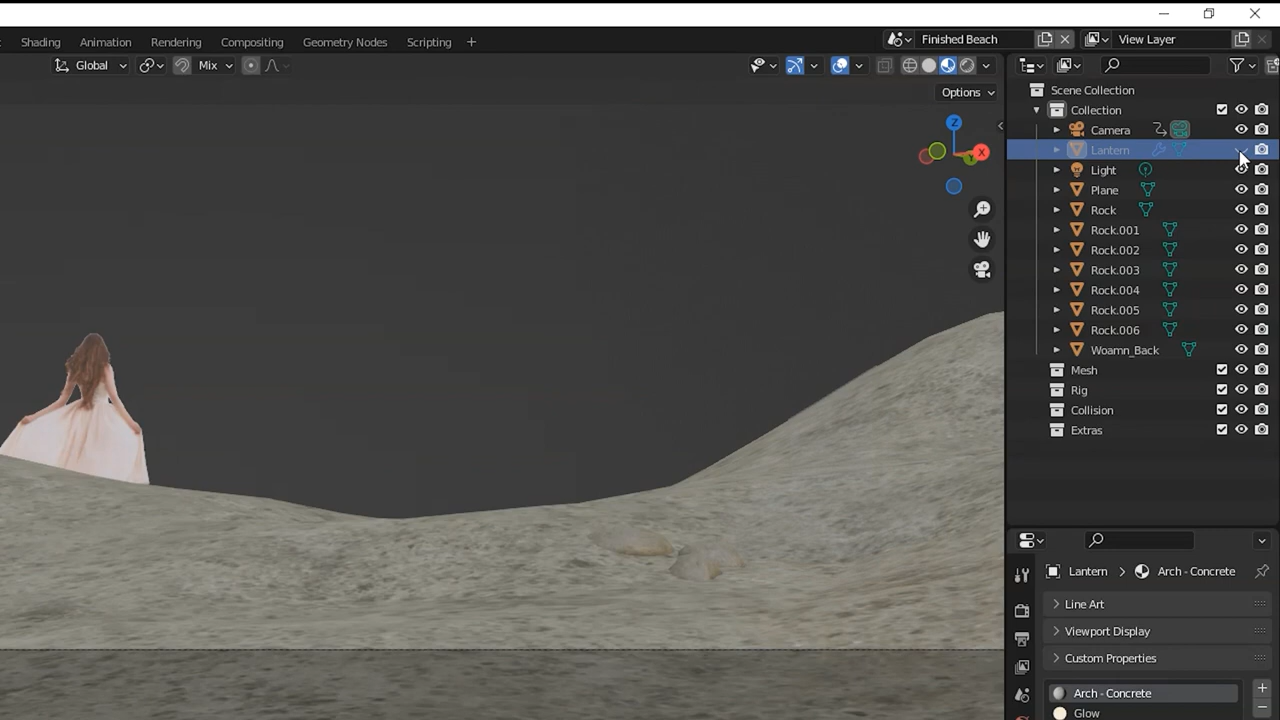 Shading Animation Rendering Compositing Geometry Nodes Scripting + Finished Beach View Layer
Global Mix
Options
Scene Collection
Collection
Camera
Lantern
Light
Plane
Rock
Rock.001
Rock.002
Rock.003
Rock.004
Rock.005
Rock.006
Woamn_Back
Mesh
Rig
Collision
Extras
Z
X
Y
Lantern > Arch - Concrete
Line Art
Viewport Display
Custom Properties
Arch - Concrete
Glow